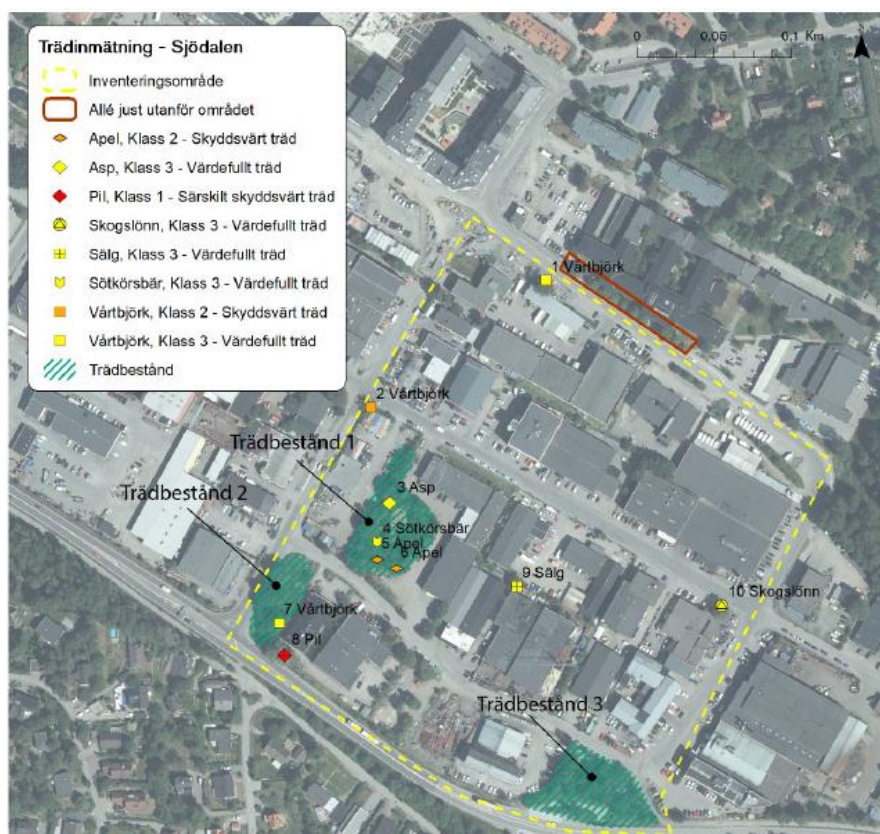 Trädinmätning - Sjödalen
Inventeringsområde
Allé just utanför området
Apel, Klass 2 - Skyddsvärt träd
Asp, Klass 3 - Värdefullt träd
Pil, Klass 1 - Särskilt skyddsvärt träd
Skogslönn, Klass 3 - Värdefullt träd
Sälg, Klass 3 - Värdefullt träd
Sötkörsbär, Klass 3 - Värdefullt träd
Vårtbjörk, Klass 2 - Skyddsvärt träd
Vårtbjörk, Klass 3 - Värdefullt träd
Trädbestånd
0 0,05 0,1 Km
N
1 Vårtbjörk
2 Vårtbjörk
Trädbestånd 1
Trädbestånd 2
3 Asp
4 Sötkörsbär
5 Apel
6 Apel
9 Sälg
10 Skogslönn
7 Vårtbjörk
8 Pil
Trädbestånd 3